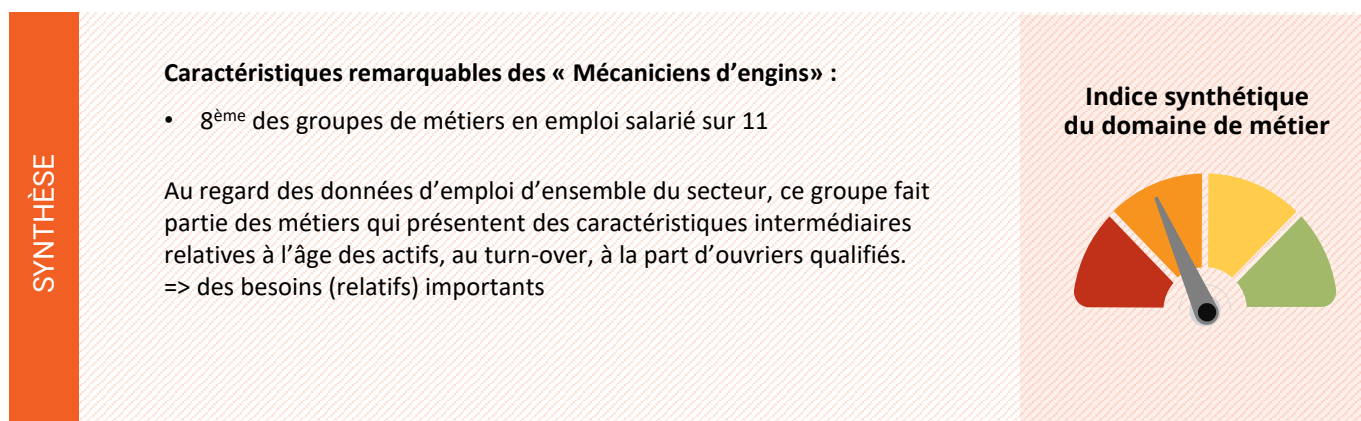 SYNTHÈSE
Caractéristiques remarquables des « Mécaniciens d’engins» :
• 8ème des groupes de métiers en emploi salarié sur 11
Au regard des données d’emploi d’ensemble du secteur, ce groupe fait
partie des métiers qui présentent des caractéristiques intermédiaires
relatives à l’âge des actifs, au turn-over, à la part d’ouvriers qualifiés.
=> des besoins (relatifs) importants
Indice synthétique
du domaine de métier